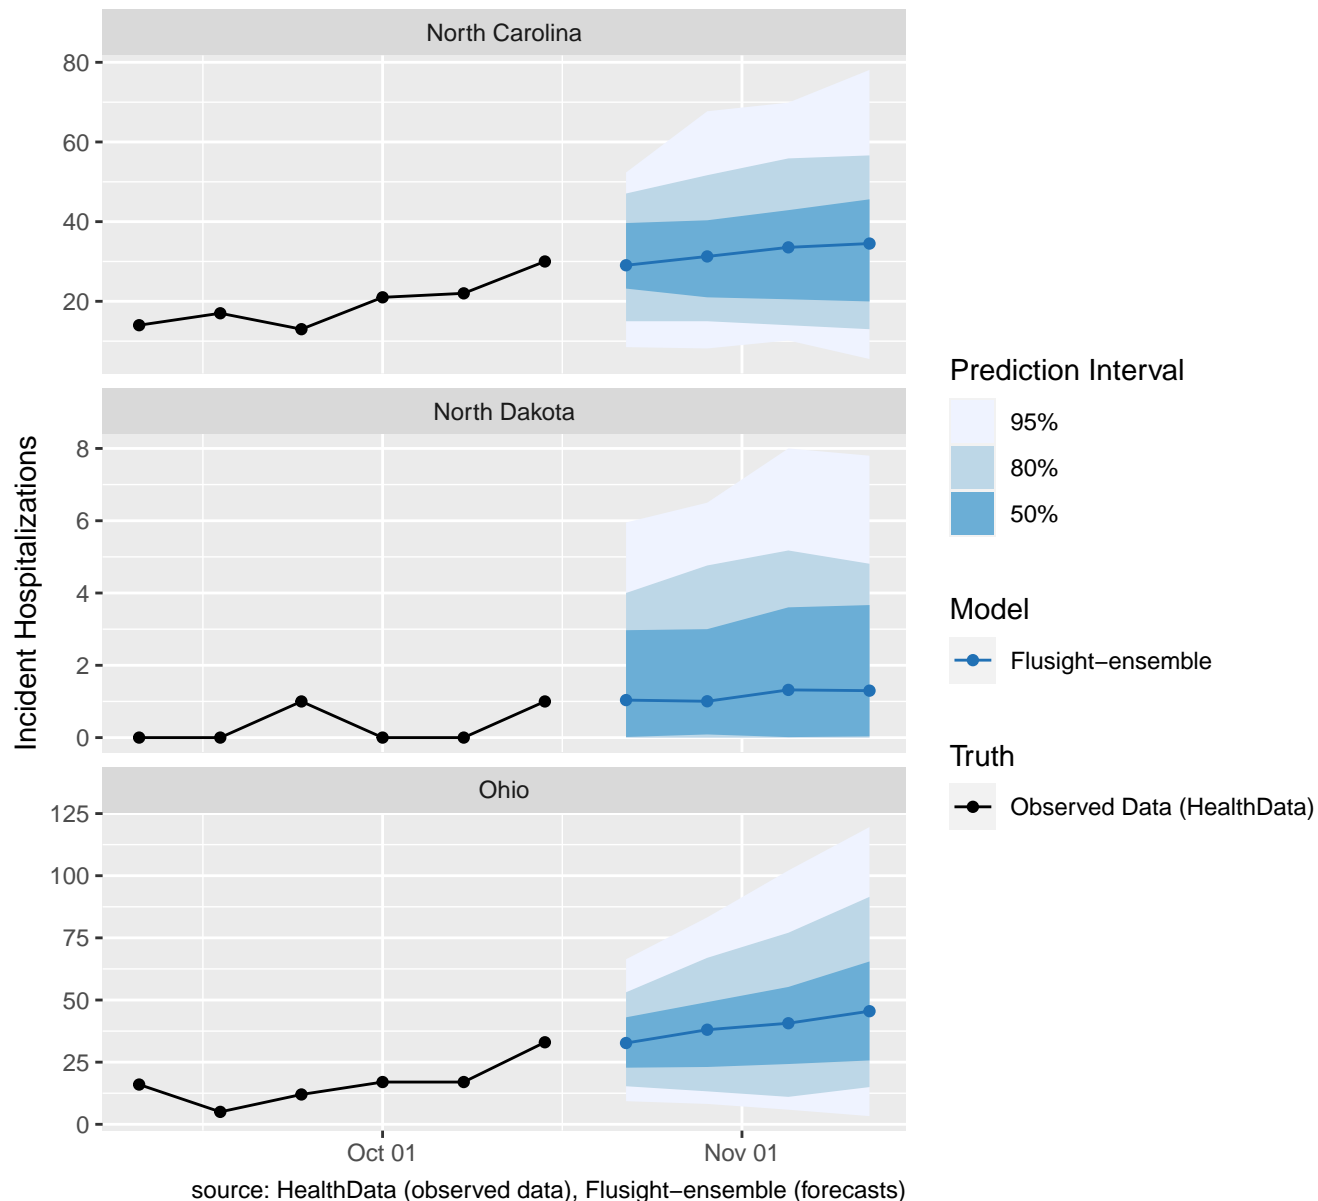 North Carolina
80
60
40
20
North Dakota
8
6
4
2
0
Ohio
125
100
75
50
25
0
Oct 01
Nov 01
Incident Hospitalizations
source: HealthData (observed data), Flusight−ensemble (forecasts)
Prediction Interval
95%
80%
50%
Model
Flusight−ensemble
Truth
Observed Data (HealthData)